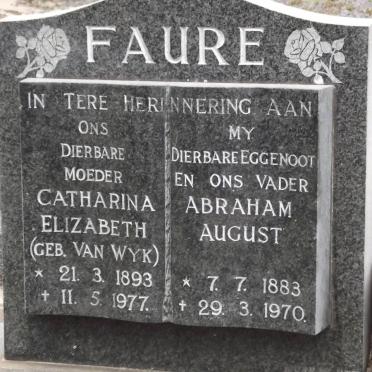 FAURE
IN TERE HERINNERING AAN
ONS
DIERBARE
MOEDER
CATHARINA
ELIZABETH
(GEB. VAN WYK)
* 21. 3. 1893
+ 11. 5. 1977.
MY
DIERBARE EGGENOOT
EN ONS VADER
ABRAHAM
AUGUST
* 7. 7. 1883
+ 29. 3. 1970.